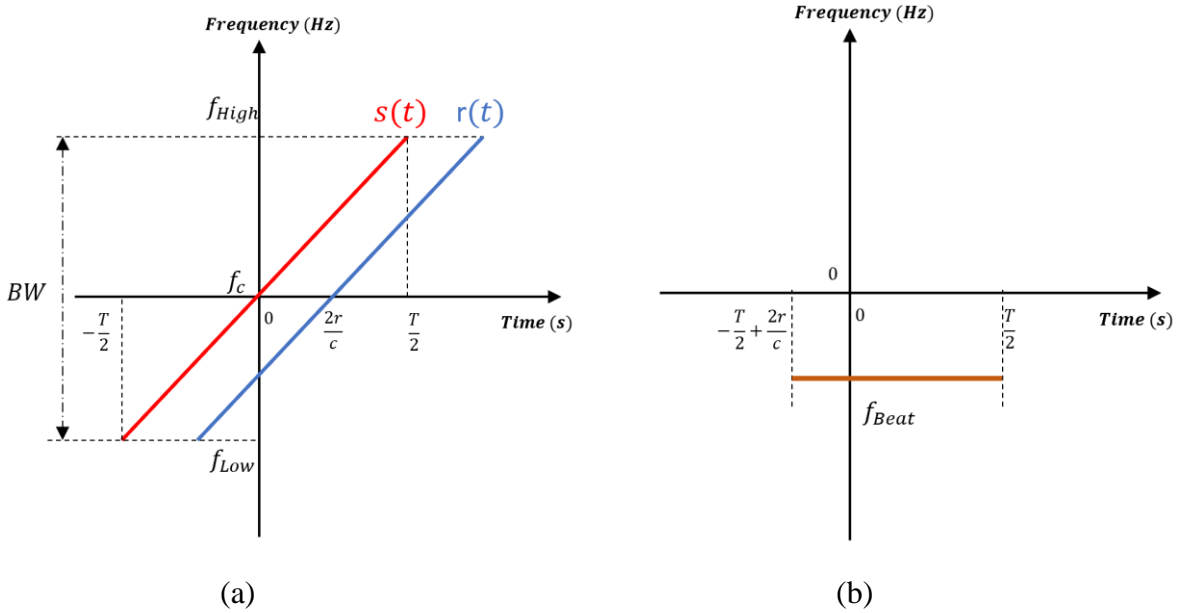 Frequency (Hz)
f_High
s(t)
r(t)
BW
f_c
0
-T/2
2r/c
T/2
Time (s)
f_Low
(a)
Frequency (Hz)
0
-T/2 + 2r/c
0
T/2
Time (s)
f_Beat
(b)